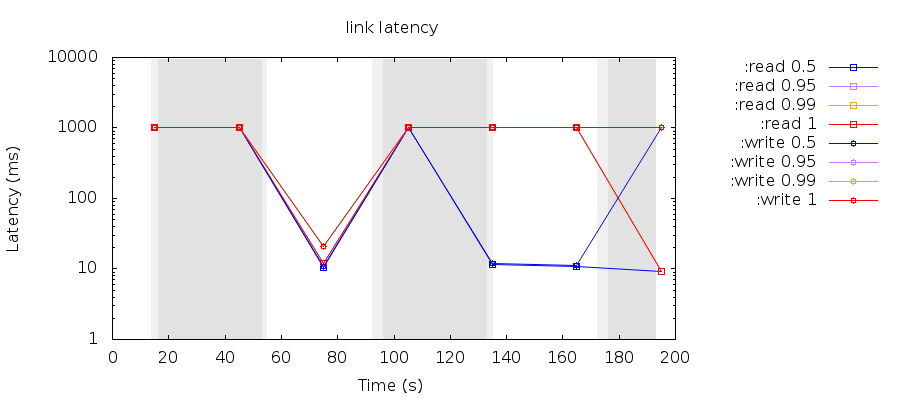 link latency
Latency (ms)
10000
1000
100
10
1
0 20 40 60 80 100 120 140 160 180 200
Time (s)
:read 0.5
:read 0.95
:read 0.99
:read 1
:write 0.5
:write 0.95
:write 0.99
:write 1